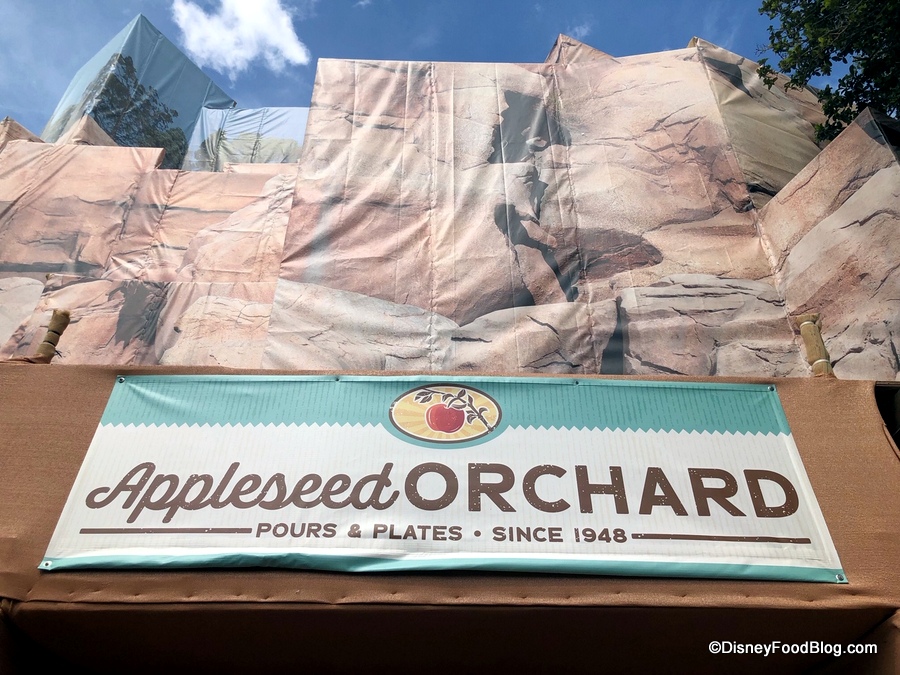 Appleseed ORCHARD
POURS & PLATES • SINCE 1948
©DisneyFoodBlog.com